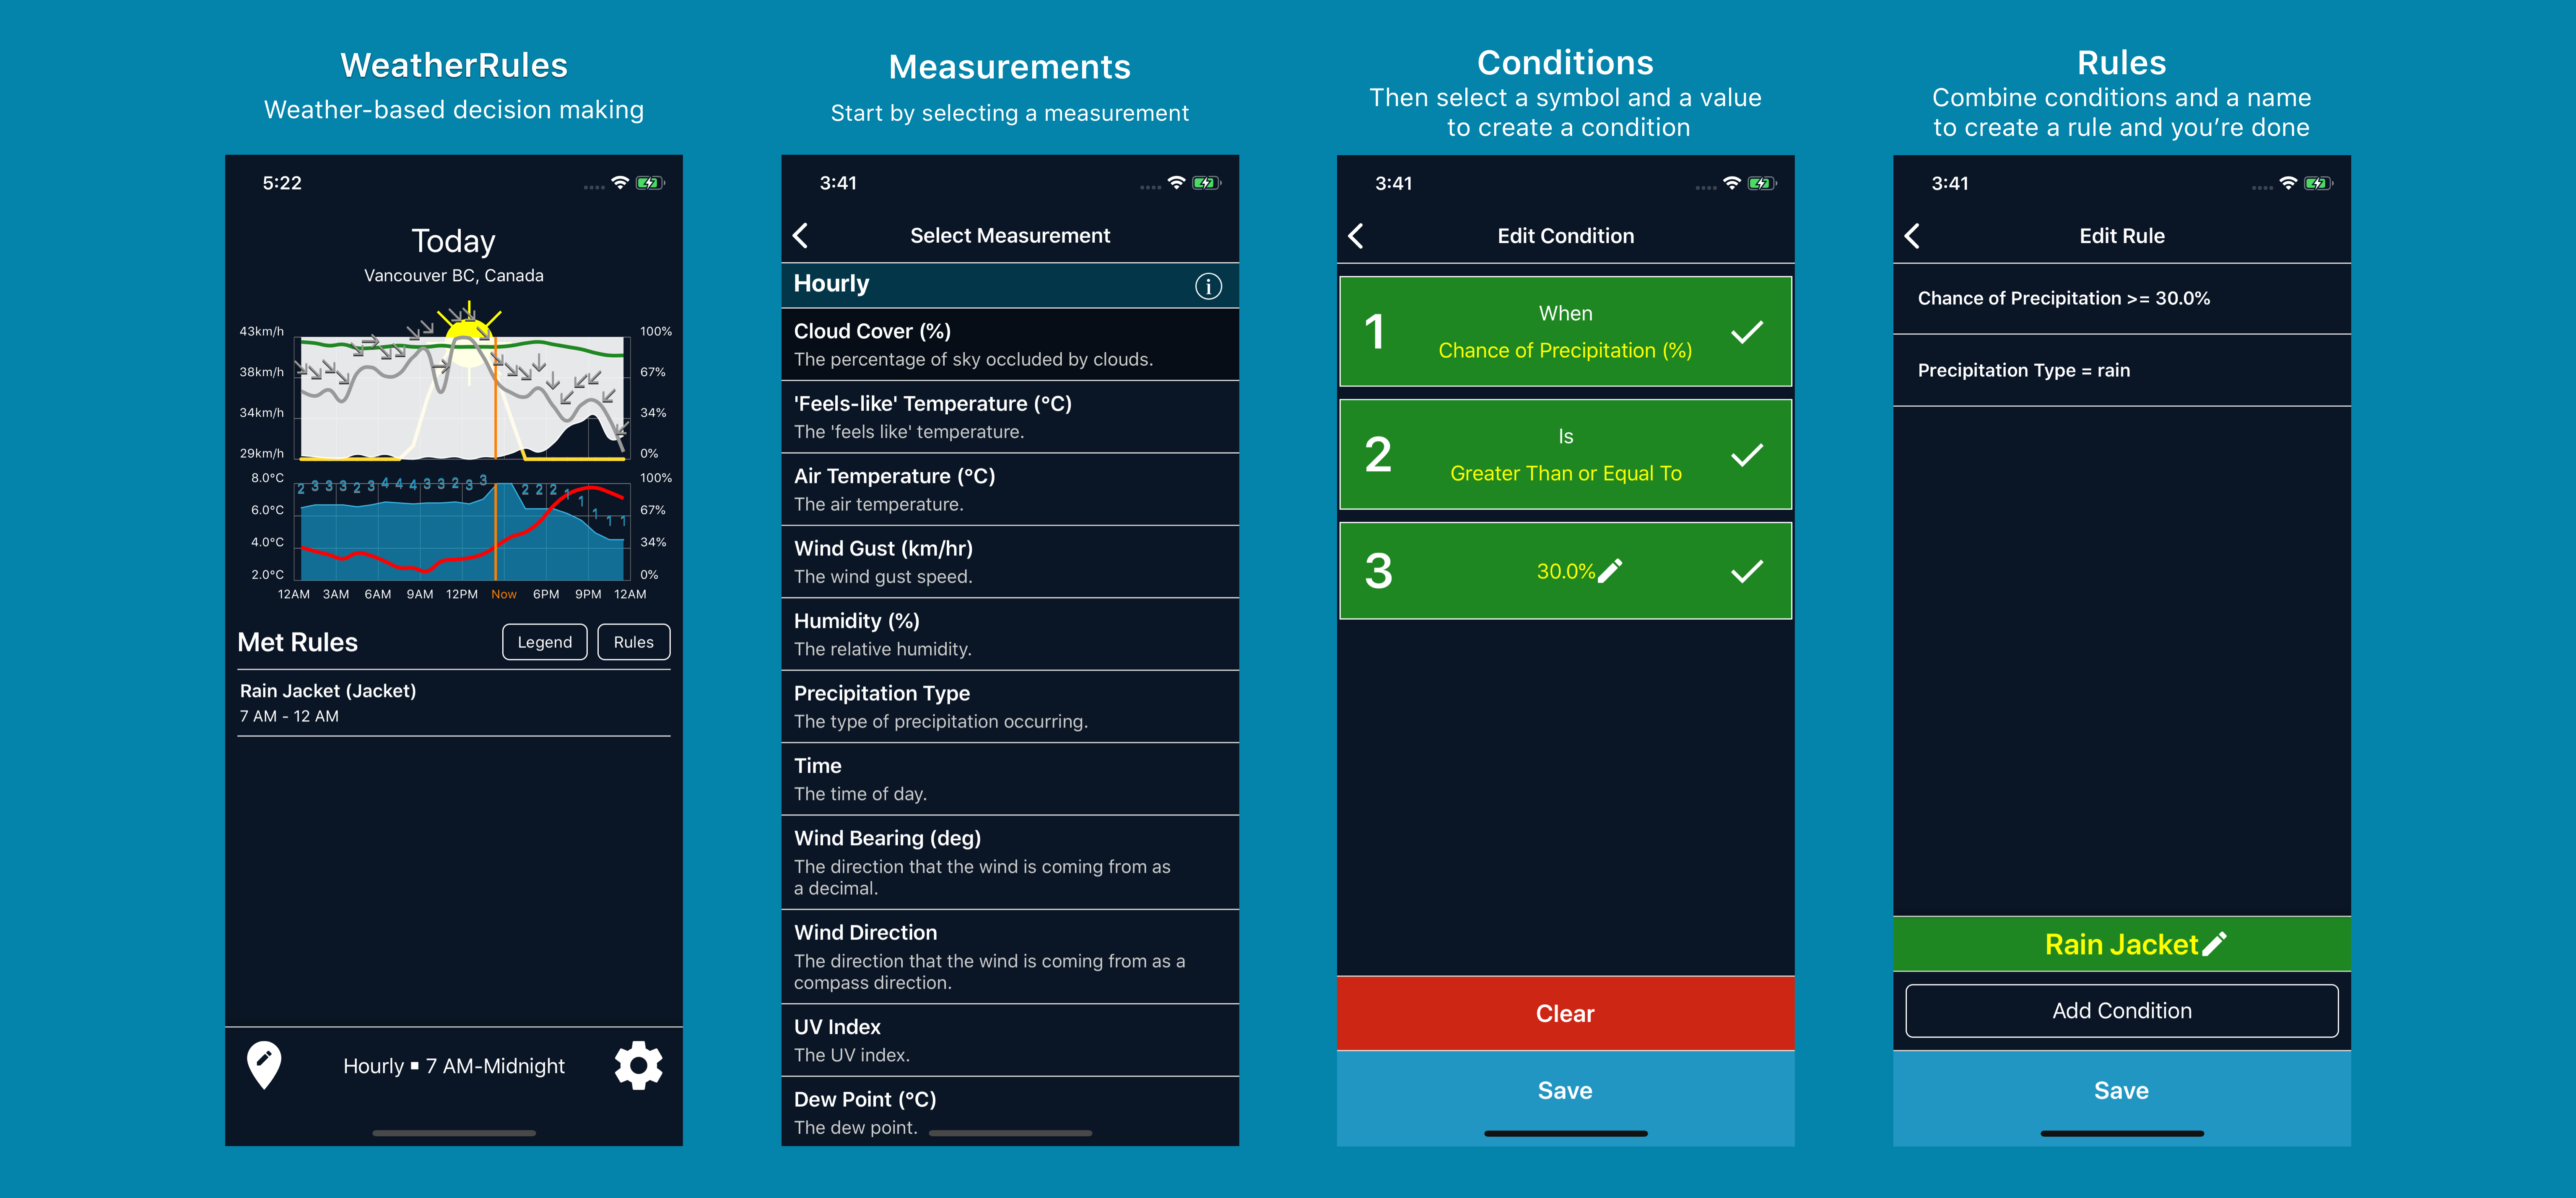 WeatherRules
Weather-based decision making
5:22
Today
Vancouver BC, Canada
43km/h
100%
38km/h
67%
34km/h
34%
29km/h
0%
8.0°C
100%
2 3 3 3 2 3 4 4 4 3 3 2 3 3 2 2 2 1 1 1 1 1
6.0°C
67%
4.0°C
34%
2.0°C
0%
12AM 3AM 6AM 9AM 12PM Now 6PM 9PM 12AM
Met Rules
Legend
Rules
Rain Jacket (Jacket)
7 AM - 12 AM
Hourly ▪ 7 AM-Midnight
Measurements
Start by selecting a measurement
3:41
Select Measurement
Hourly
i
Cloud Cover (%)
The percentage of sky occluded by clouds.
'Feels-like' Temperature (°C)
The 'feels like' temperature.
Air Temperature (°C)
The air temperature.
Wind Gust (km/hr)
The wind gust speed.
Humidity (%)
The relative humidity.
Precipitation Type
The type of precipitation occurring.
Time
The time of day.
Wind Bearing (deg)
The direction that the wind is coming from as
a decimal.
Wind Direction
The direction that the wind is coming from as a
compass direction.
UV Index
The UV index.
Dew Point (°C)
The dew point.
Conditions
Then select a symbol and a value
to create a condition
3:41
Edit Condition
1
When
Chance of Precipitation (%)
2
Is
Greater Than or Equal To
3
30.0%
Clear
Save
Rules
Combine conditions and a name
to create a rule and you’re done
3:41
Edit Rule
Chance of Precipitation >= 30.0%
Precipitation Type = rain
Rain Jacket
Add Condition
Save